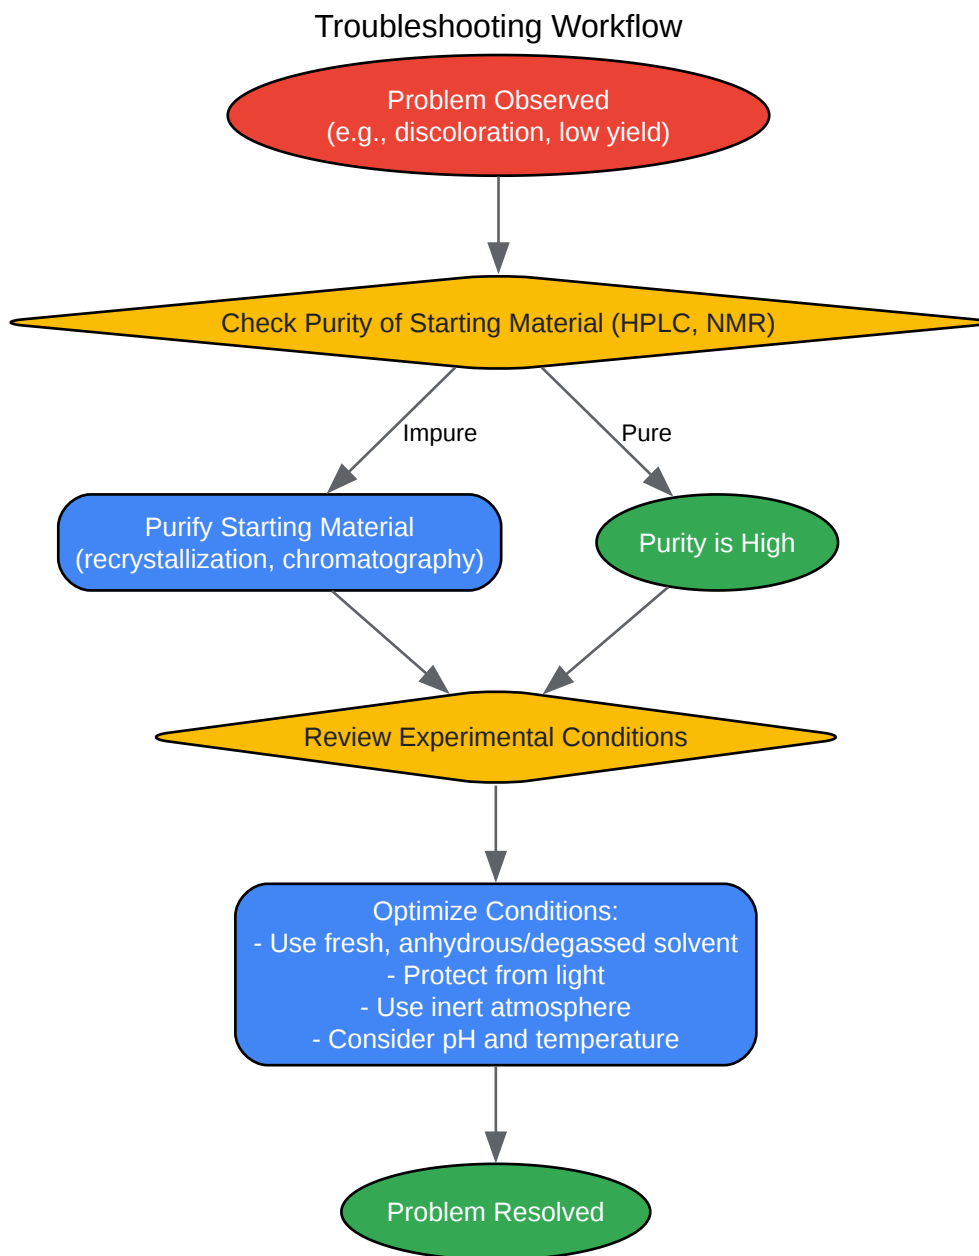 Troubleshooting Workflow
Problem Observed
(e.g., discoloration, low yield)
Check Purity of Starting Material (HPLC, NMR)
Impure
Pure
Purify Starting Material
(recrystallization, chromatography)
Purity is High
Review Experimental Conditions
Optimize Conditions:
- Use fresh, anhydrous/degassed solvent
- Protect from light
- Use inert atmosphere
- Consider pH and temperature
Problem Resolved